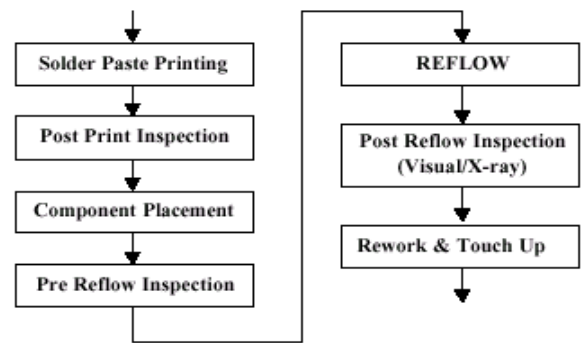 Solder Paste Printing
Post Print Inspection
Component Placement
Pre Reflow Inspection
REFLOW
Post Reflow Inspection
(Visual/X-ray)
Rework & Touch Up